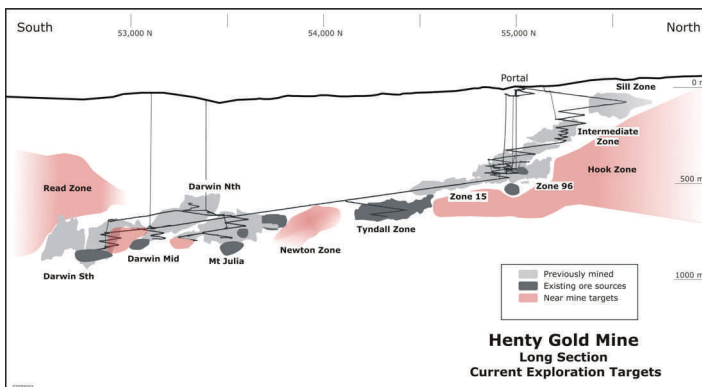 South
North
53,000 N
54,000 N
55,000 N
Portal
0 m
Sill Zone
Intermediate
Zone
Hook Zone
Read Zone
Darwin Nth
500 m
Zone 96
Zone 15
Tyndall Zone
Newton Zone
Darwin Mid
Mt Julia
Darwin Sth
1000 m
Previously mined
Existing ore sources
Near mine targets
Henty Gold Mine
Long Section
Current Exploration Targets